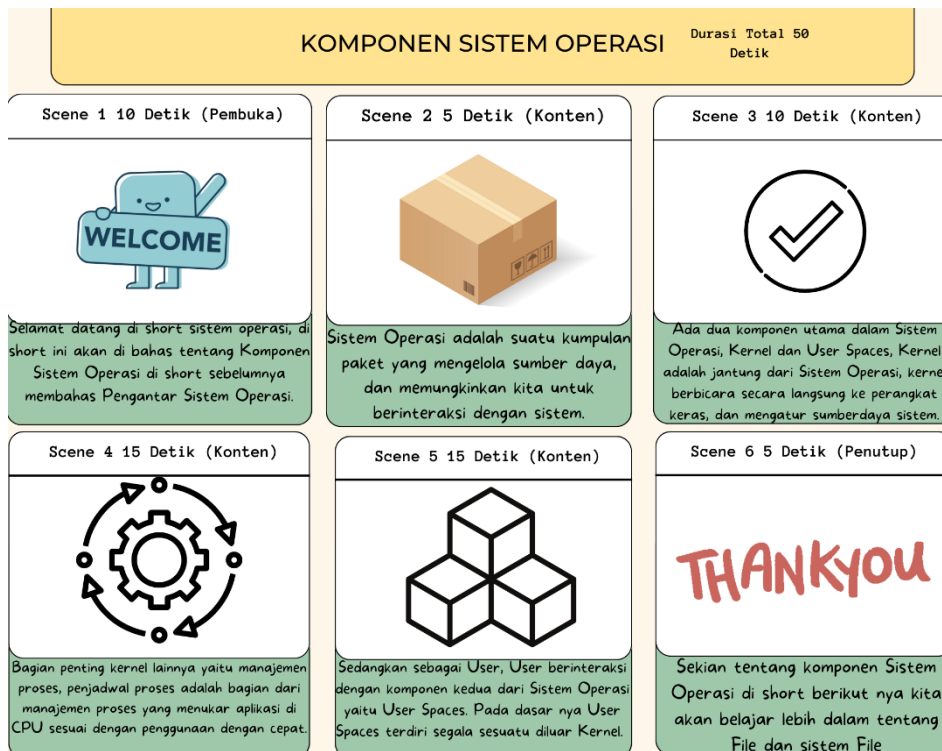 KOMPONEN SISTEM OPERASI
Durasi Total 50
Detik
Scene 1 10 Detik (Pembuka)
WELCOME
Selamat datang di short sistem operasi, di
short ini akan di bahas tentang Komponen
Sistem Operasi di short sebelumnya
membahas Pengantar Sistem Operasi.
Scene 2 5 Detik (Konten)
Sistem Operasi adalah suatu kumpulan
paket yang mengelola sumber daya,
dan memungkinkan kita untuk
berinteraksi dengan sistem.
Scene 3 10 Detik (Konten)
Ada dua komponen utama dalam Sistem
Operasi, Kernel dan User Spaces, Kernel
adalah jantung dari Sistem Operasi, kernel
berbicara secara langsung ke perangkat
keras, dan mengatur sumberdaya sistem.
Scene 4 15 Detik (Konten)
Bagian penting kernel lainnya yaitu manajemen
proses, penjadwal proses adalah bagian dari
manajemen proses yang menukar aplikasi di
CPU sesuai dengan penggunaan dengan cepat.
Scene 5 15 Detik (Konten)
Sedangkan sebagai User, User berinteraksi
dengan komponen kedua dari Sistem Operasi
yaitu User Spaces. Pada dasar nya User
Spaces terdiri segala sesuatu diluar Kernel.
Scene 6 5 Detik (Penutup)
THANKYOU
Sekian tentang komponen Sistem
Operasi di short berikut nya kita
akan belajar lebih dalam tentang
File dan sistem File